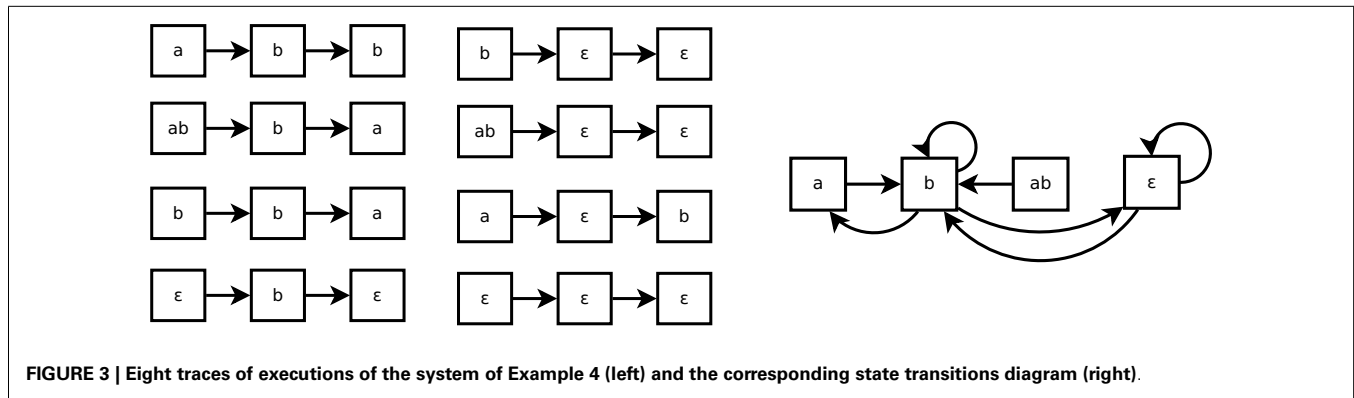 a b b b ε ε
ab b a ab ε ε
a b ab ε
b b a a ε b
ε b ε ε ε ε
FIGURE 3 | Eight traces of executions of the system of Example 4 (left) and the corresponding state transitions diagram (right).